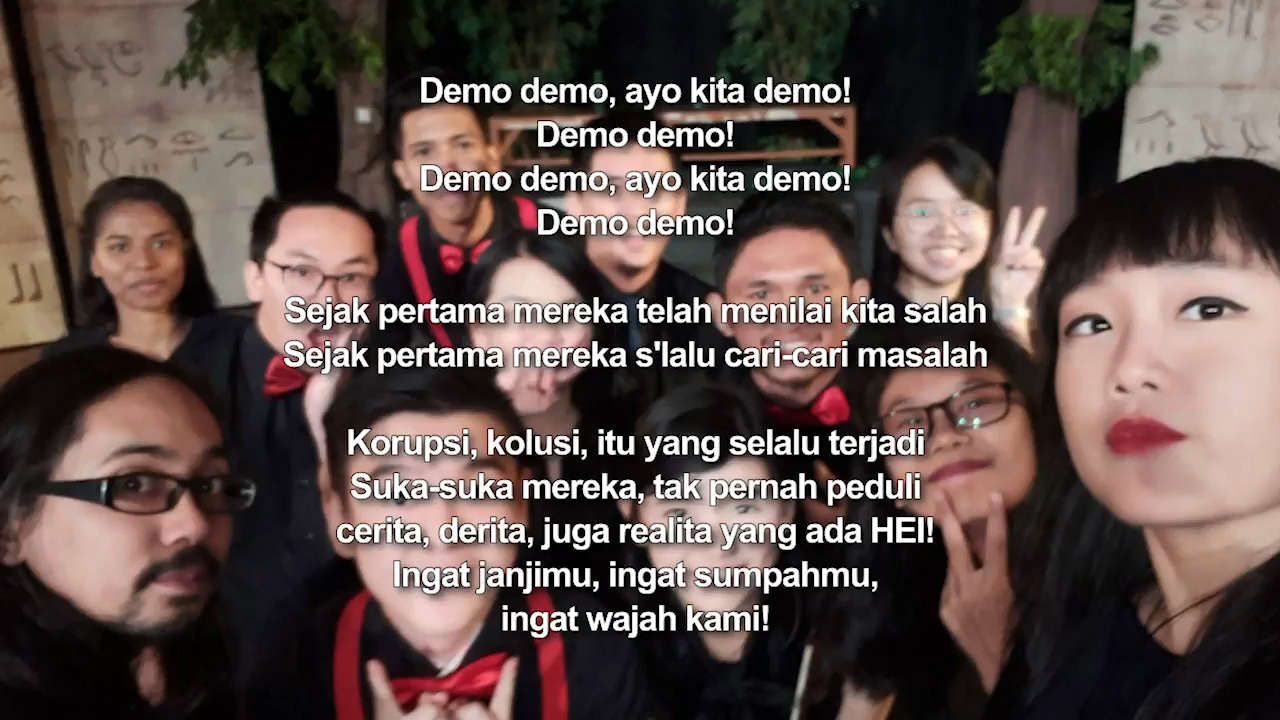 Demo demo, ayo kita demo!
Demo demo!
Demo demo, ayo kita demo!
Demo demo!
Sejak pertama mereka telah menilai kita salah
Sejak pertama mereka s'lalu cari-cari masalah
Korupsi, kolusi, itu yang selalu terjadi
Suka-suka mereka, tak pernah peduli
cerita, derita, juga realita yang ada HEI!
Ingat janjimu, ingat sumpahmu,
ingat wajah kami!